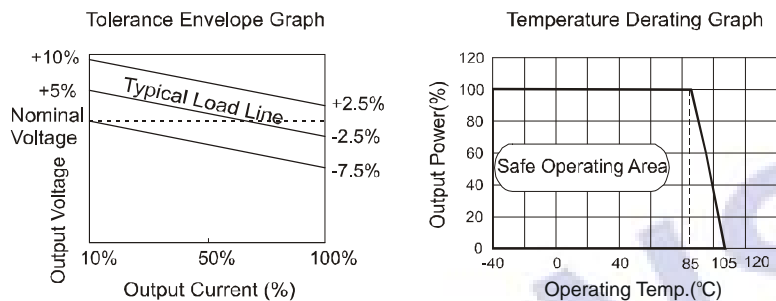 Tolerance Envelope Graph
+10%
+5%
Nominal
Voltage
Typical Load Line
+2.5%
-2.5%
-7.5%
Output Voltage
10%
50%
100%
Output Current (%)
Temperature Derating Graph
120
100
80
60
40
20
0
Output Power(%)
Safe Operating Area
-40
0
40
85
105
120
Operating Temp.(°C)